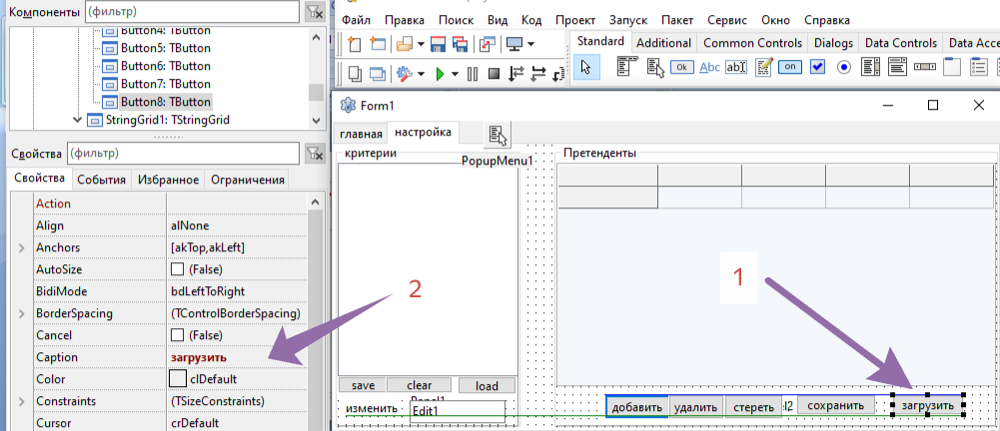 Компоненты (фильтр)
Button4: TButton
Button5: TButton
Button6: TButton
Button7: TButton
Button8: TButton
StringGrid1: TStringGrid
Свойства (фильтр)
Свойства События Избранное Ограничения
Action
Align alNone
Anchors [akTop,akLeft]
AutoSize (False)
BidiMode bdLeftToRight
BorderSpacing (TControlBorderSpacing)
Cancel (False)
Caption загрузить
Color clDefault
Constraints (TSizeConstraints)
Cursor crDefault
Файл Правка Поиск Вид Код Проект Запуск Пакет Сервис Окно Справка
Standard Additional Common Controls Dialogs Data Controls Data Acce
Ok Abc abI on
Form1
главная настройка
критерии PopupMenu1 Претенденты
2
1
save clear load
изменить Edit1
добавить удалить стереть el2 сохранить загрузить